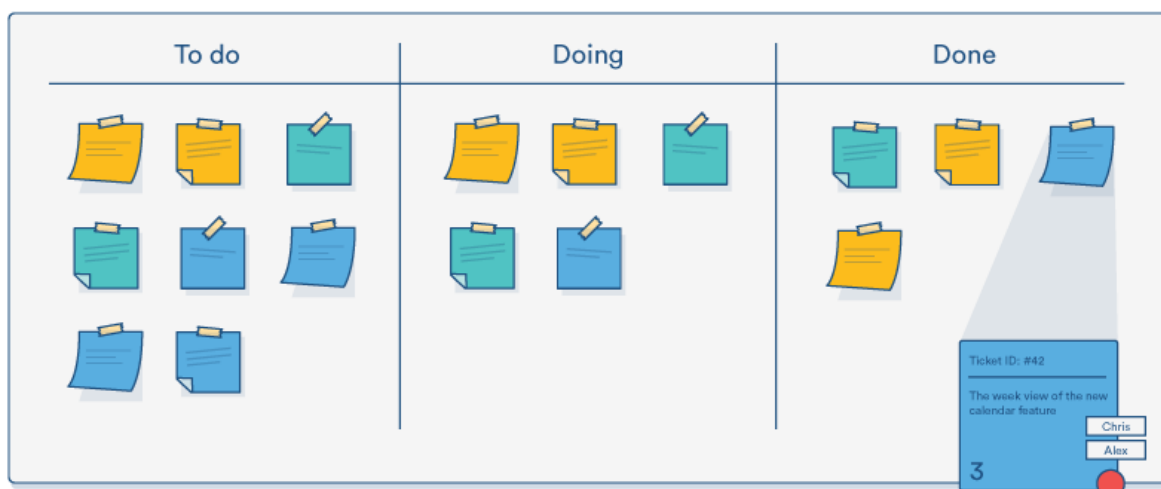 To do
Doing
Done
Ticket ID: #42
The week view of the new
calendar feature
Chris
Alex
3